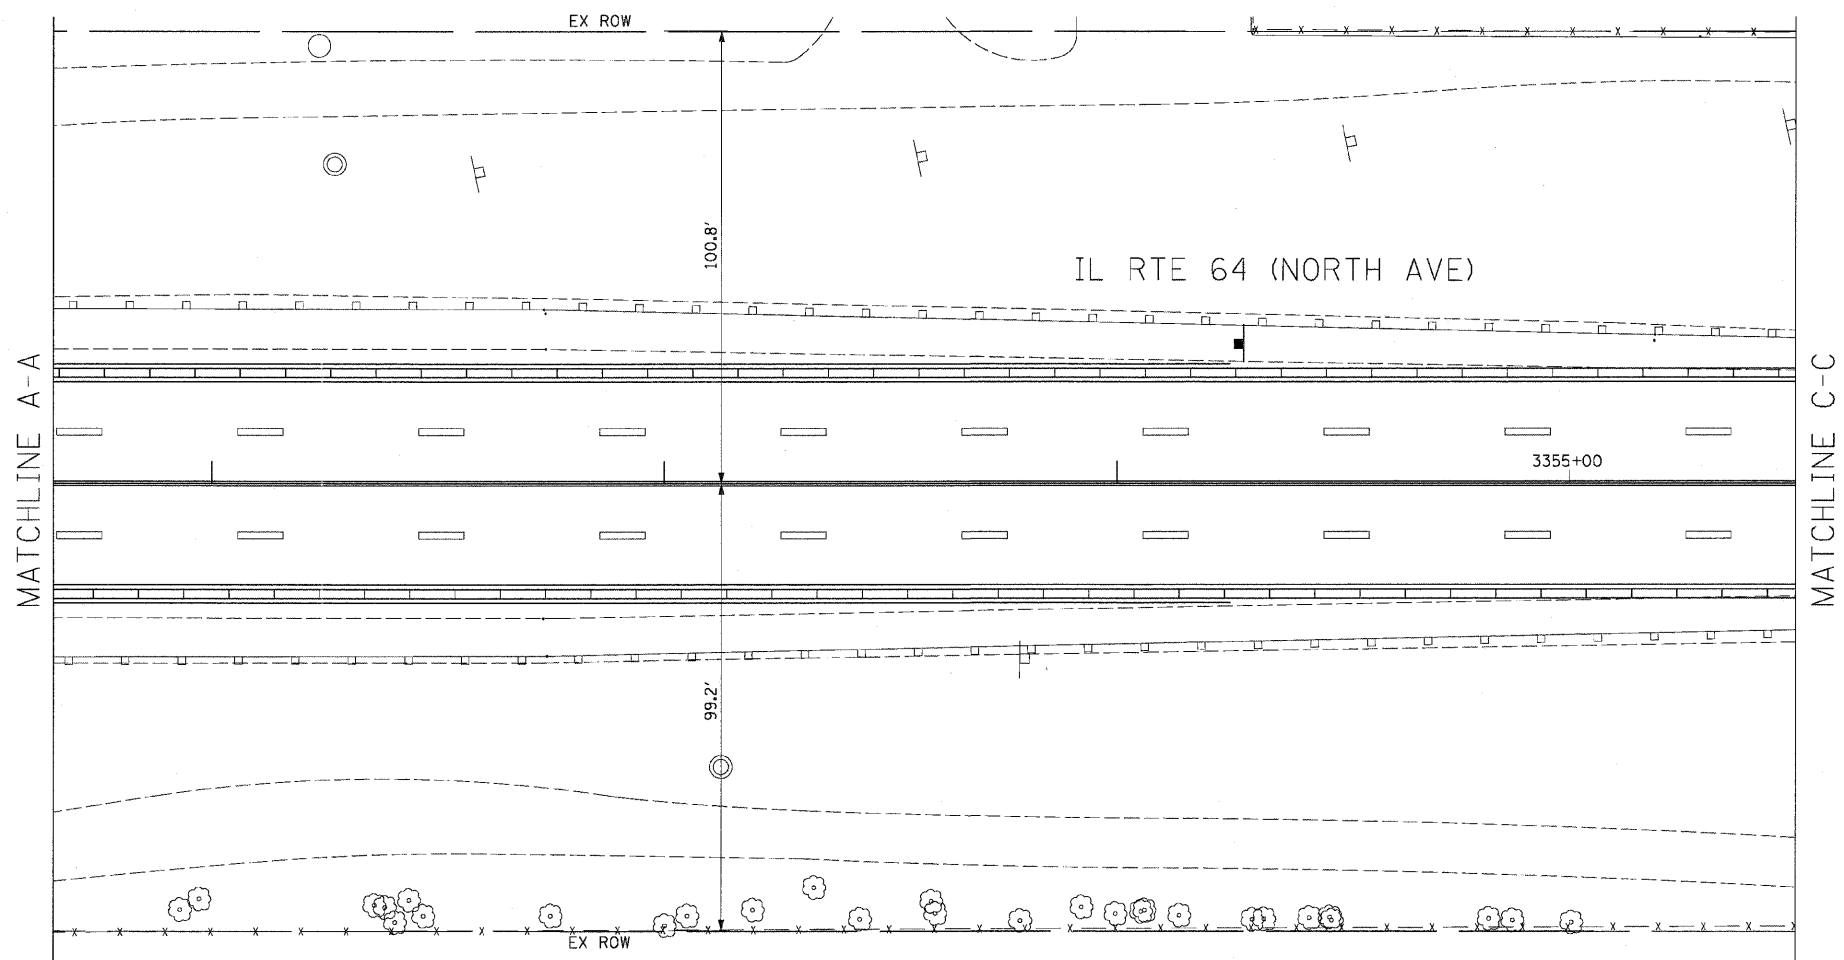 EX ROW
100.8'
IL RTE 64 (NORTH AVE)
MATCHLINE A-A
MATCHLINE C-C
3355+00
99.2'
EX ROW